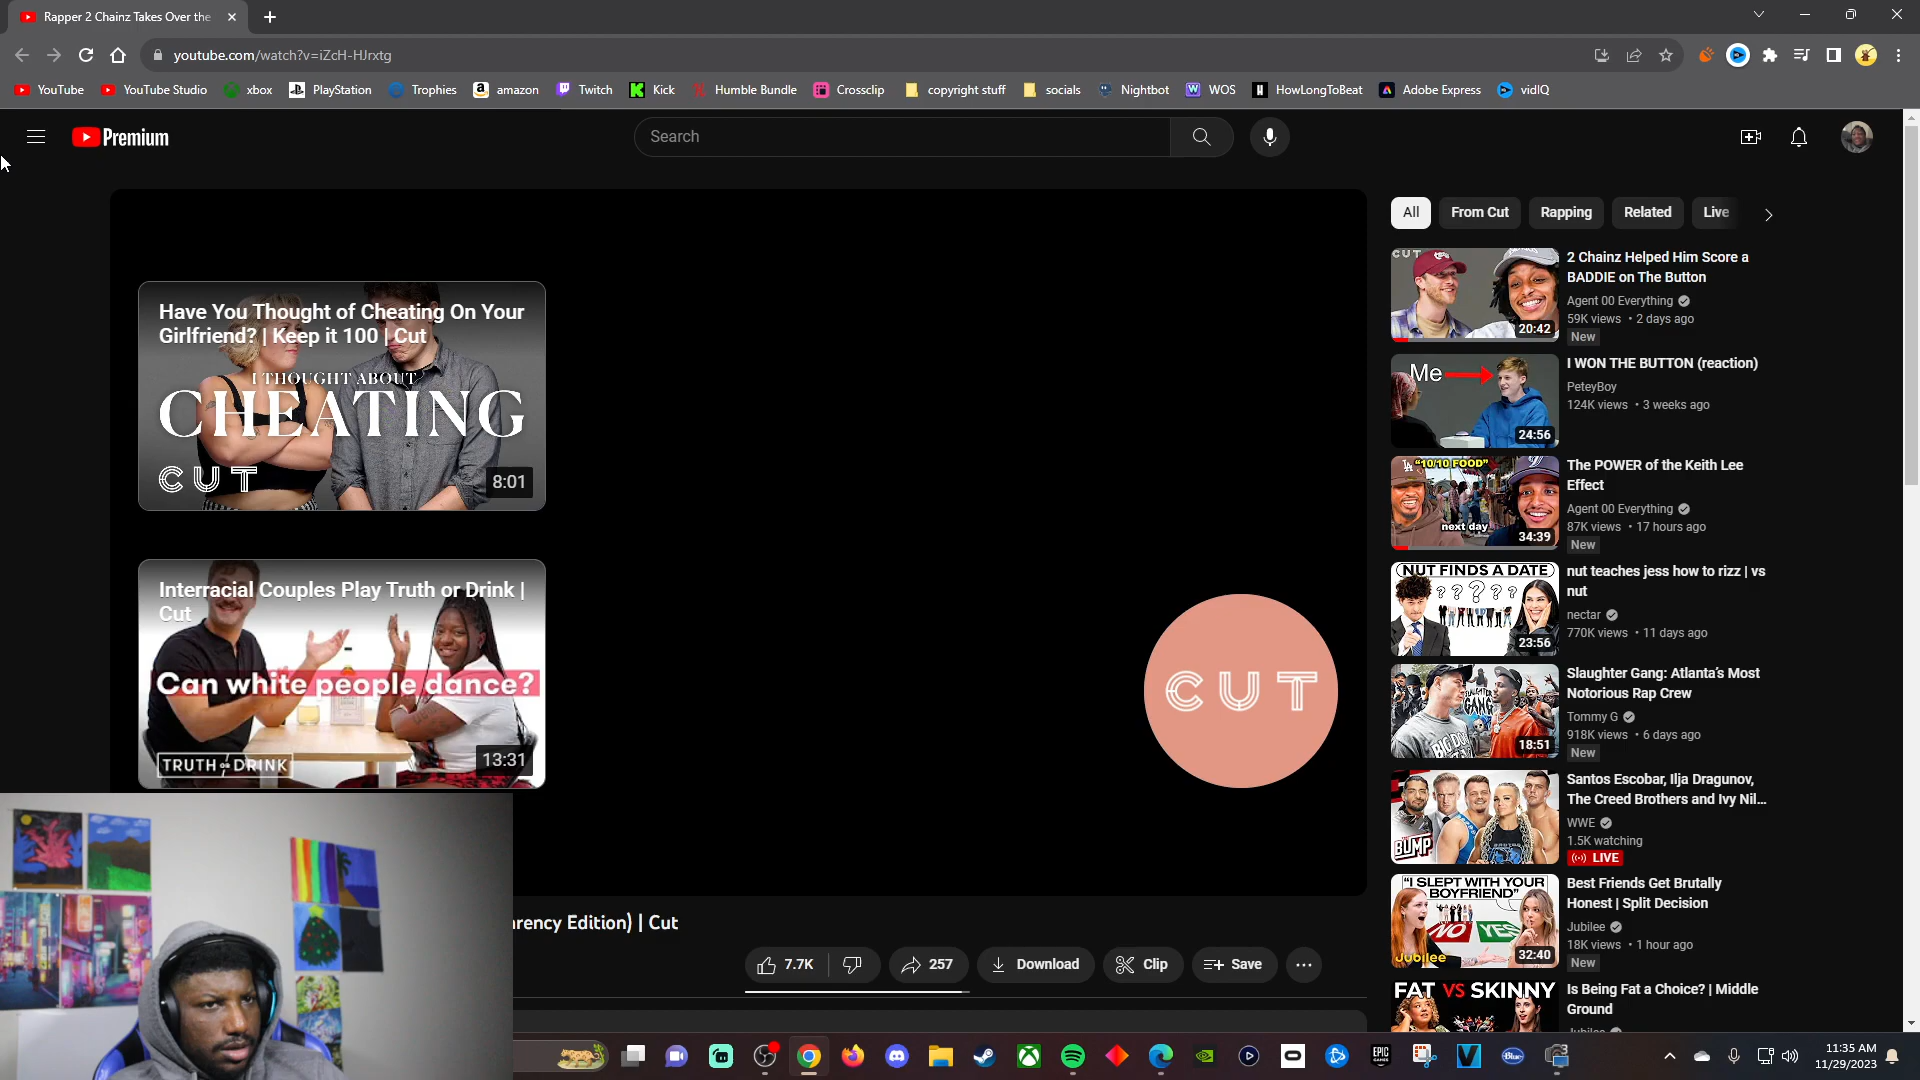 Rapper 2 Chainz Takes Over the
youtube.com/watch?v=iZcH-HJrxtg
YouTube
YouTube Studio
xbox
PlayStation
Trophies
amazon
Twitch
Kick
Humble Bundle
Crossclip
copyright stuff
socials
Nightbot
WOS
HowLongToBeat
Adobe Express
vidIQ
Premium
Search
Have You Thought of Cheating On Your
Girlfriend? | Keep it 100 | Cut
I THOUGHT ABOUT
CHEATING
CUT
8:01
Interracial Couples Play Truth or Drink |
Cut
Can white people dance?
TRUTH or DRINK
13:31
CUT
arency Edition) | Cut
7.7K
257
Download
Clip
Save
All
From Cut
Rapping
Related
Live
CUT
20:42
2 Chainz Helped Him Score a
BADDIE on The Button
Agent 00 Everything
59K views • 2 days ago
New
Me
24:56
I WON THE BUTTON (reaction)
PeteyBoy
124K views • 3 weeks ago
"10/10 FOOD"
next day
34:39
The POWER of the Keith Lee
Effect
Agent 00 Everything
87K views • 17 hours ago
New
NUT FINDS A DATE
? ? ? ? ?
23:56
nut teaches jess how to rizz | vs
nut
nectar
770K views • 11 days ago
18:51
Slaughter Gang: Atlanta's Most
Notorious Rap Crew
Tommy G
918K views • 6 days ago
New
BUMP
Santos Escobar, Ilja Dragunov,
The Creed Brothers and Ivy Nil...
WWE
1.5K watching
LIVE
"I SLEPT WITH YOUR
BOYFRIEND"
NO YES
Jubilee
32:40
Best Friends Get Brutally
Honest | Split Decision
Jubilee
18K views • 1 hour ago
New
FAT VS SKINNY
Is Being Fat a Choice? | Middle
Ground
Jubilee
EPIC
GAMES
Blue
11:35 AM
11/29/2023